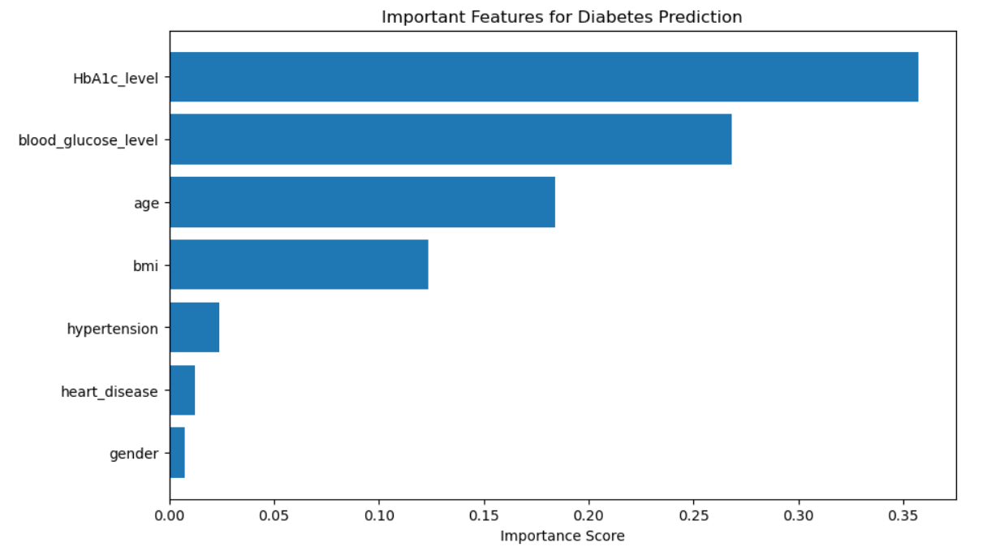 Important Features for Diabetes Prediction
HbA1c_level
blood_glucose_level
age
bmi
hypertension
heart_disease
gender
0.00 0.05 0.10 0.15 0.20 0.25 0.30 0.35
Importance Score